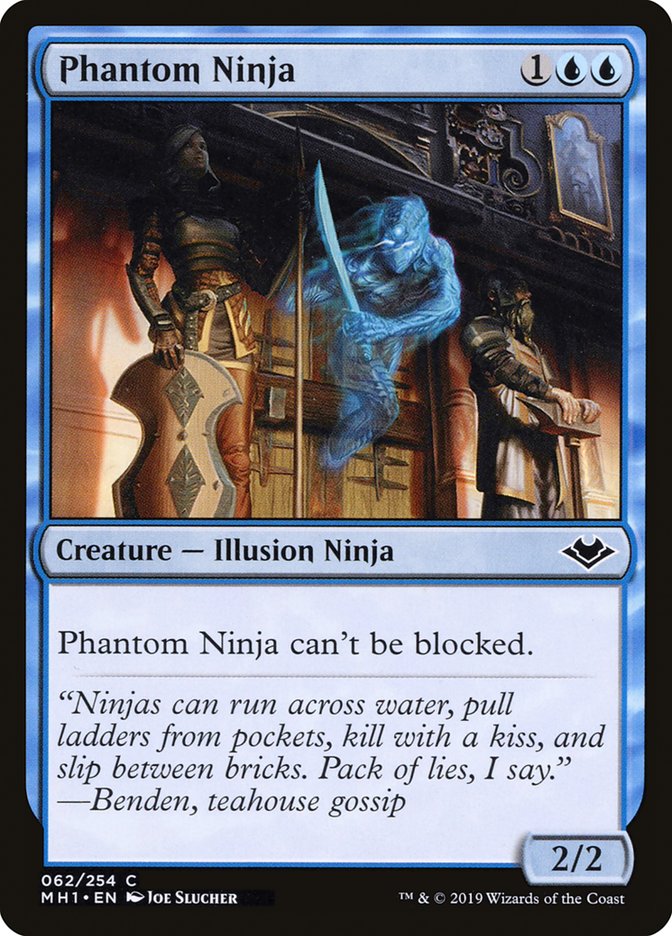 Phantom Ninja
1
Creature — Illusion Ninja
Phantom Ninja can't be blocked.
“Ninjas can run across water, pull
ladders from pockets, kill with a kiss, and
slip between bricks. Pack of lies, I say.”
—Benden, teahouse gossip
2/2
062/254 C
MH1 • EN Joe Slucher
™ & © 2019 Wizards of the Coast